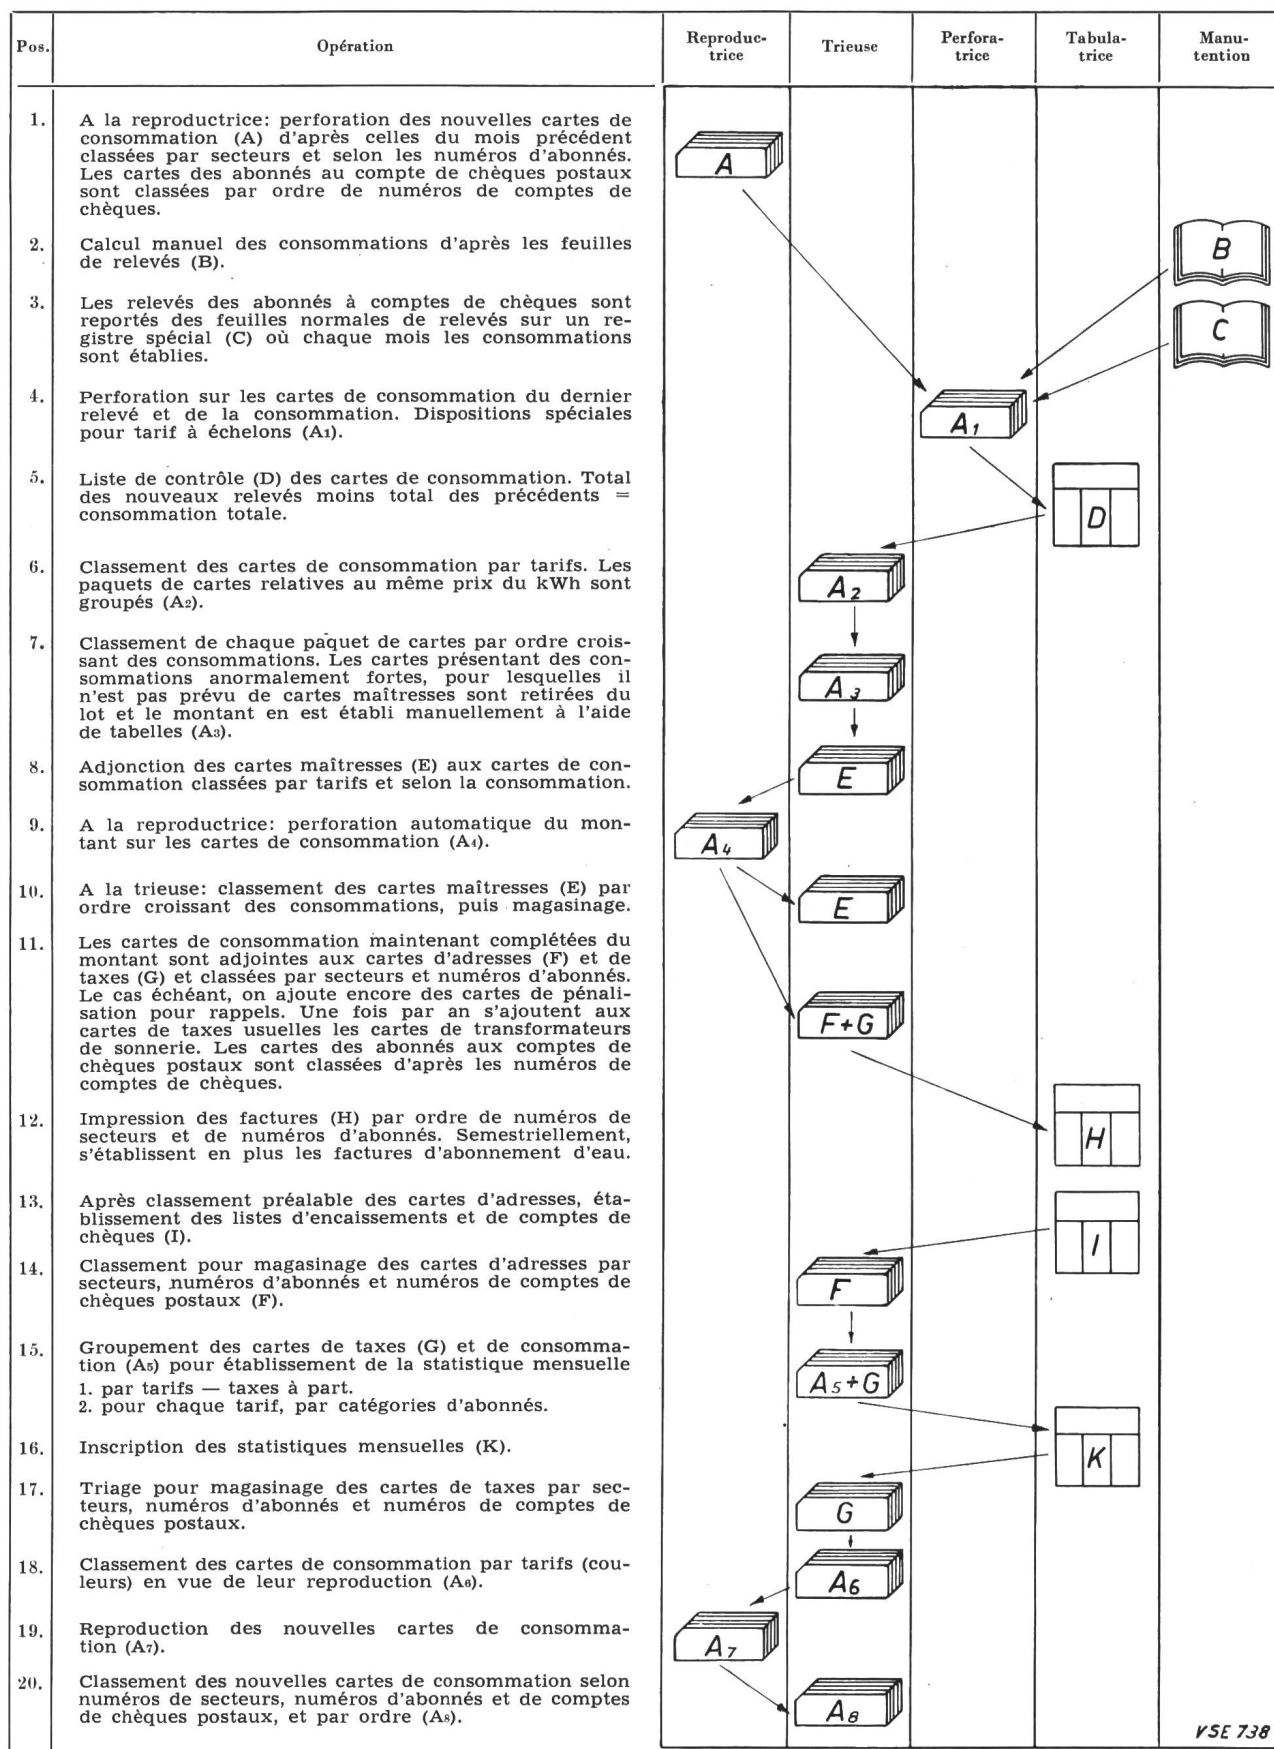 Pos.
Opération
Reproduc-
trice
Trieuse
Perfora-
trice
Tabula-
trice
Manu-
tention
1.
A la reproductrice: perforation des nouvelles cartes de
consommation (A) d'après celles du mois précédent
classées par secteurs et selon les numéros d'abonnés.
Les cartes des abonnés au compte de chèques postaux
sont classées par ordre de numéros de comptes de
chèques.
A
2.
Calcul manuel des consommations d'après les feuilles
de relevés (B).
B
3.
Les relevés des abonnés à comptes de chèques sont
reportés des feuilles normales de relevés sur un re-
gistre spécial (C) où chaque mois les consommations
sont établies.
C
4.
Perforation sur les cartes de consommation du dernier
relevé et de la consommation. Dispositions spéciales
pour tarif à échelons (A1).
A1
5.
Liste de contrôle (D) des cartes de consommation. Total
des nouveaux relevés moins total des précédents =
consommation totale.
D
6.
Classement des cartes de consommation par tarifs. Les
paquets de cartes relatives au même prix du kWh sont
groupés (A2).
A2
7.
Classement de chaque paquet de cartes par ordre crois-
sant des consommations. Les cartes présentant des con-
sommations anormalement fortes, pour lesquelles il
n'est pas prévu de cartes maîtresses sont retirées du
lot et le montant en est établi manuellement à l'aide
de tabelles (A3).
A3
8.
Adjonction des cartes maîtresses (E) aux cartes de con-
sommation classées par tarifs et selon la consommation.
E
9.
A la reproductrice: perforation automatique du mon-
tant sur les cartes de consommation (A4).
A4
10.
A la trieuse: classement des cartes maîtresses (E) par
ordre croissant des consommations, puis magasinage.
E
11.
Les cartes de consommation maintenant complétées du
montant sont adjointes aux cartes d'adresses (F) et de
taxes (G) et classées par secteurs et numéros d'abonnés.
Le cas échéant, on ajoute encore des cartes de pénali-
sation pour rappels. Une fois par an s'ajoutent aux
cartes de taxes usuelles les cartes de transformateurs
de sonnerie. Les cartes des abonnés aux comptes de
chèques postaux sont classées d'après les numéros de
comptes de chèques.
F+G
12.
Impression des factures (H) par ordre de numéros de
secteurs et de numéros d'abonnés. Semestriellement,
s'établissent en plus les factures d'abonnement d'eau.
H
13.
Après classement préalable des cartes d'adresses, éta-
blissement des listes d'encaissements et de comptes de
chèques (I).
I
14.
Classement pour magasinage des cartes d'adresses par
secteurs, numéros d'abonnés et numéros de comptes de
chèques postaux (F).
F
15.
Groupement des cartes de taxes (G) et de consomma-
tion (A5) pour établissement de la statistique mensuelle
1. par tarifs — taxes à part.
2. pour chaque tarif, par catégories d'abonnés.
A5+G
16.
Inscription des statistiques mensuelles (K).
K
17.
Triage pour magasinage des cartes de taxes par sec-
teurs, numéros d'abonnés et numéros de comptes de
chèques postaux.
G
18.
Classement des cartes de consommation par tarifs (cou-
leurs) en vue de leur reproduction (A6).
A6
19.
Reproduction des nouvelles cartes de consomma-
tion (A7).
A7
20.
Classement des nouvelles cartes de consommation selon
numéros de secteurs, numéros d'abonnés et de comptes
de chèques postaux, et par ordre (A8).
A8
VSE 738